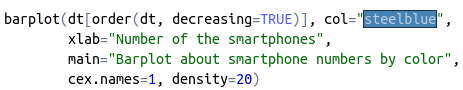 barplot(dt[order(dt, decreasing=TRUE)], col="steelblue",
        xlab="Number of the smartphones",
        main="Barplot about smartphone numbers by color",
        cex.names=1, density=20)